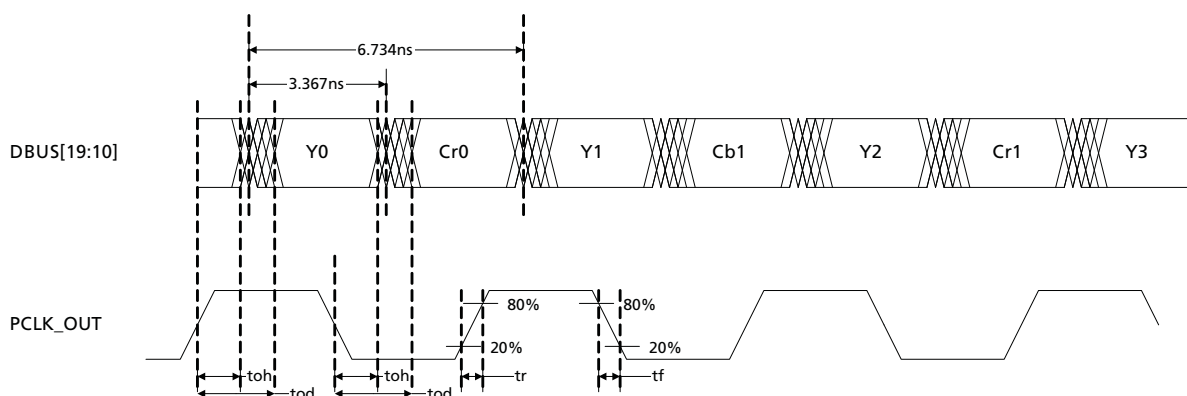 6.734ns
3.367ns
DBUS[19:10]
Y0
Cr0
Y1
Cb1
Y2
Cr1
Y3
PCLK_OUT
80%
80%
20%
20%
toh
toh
tr
tf
tod
tod